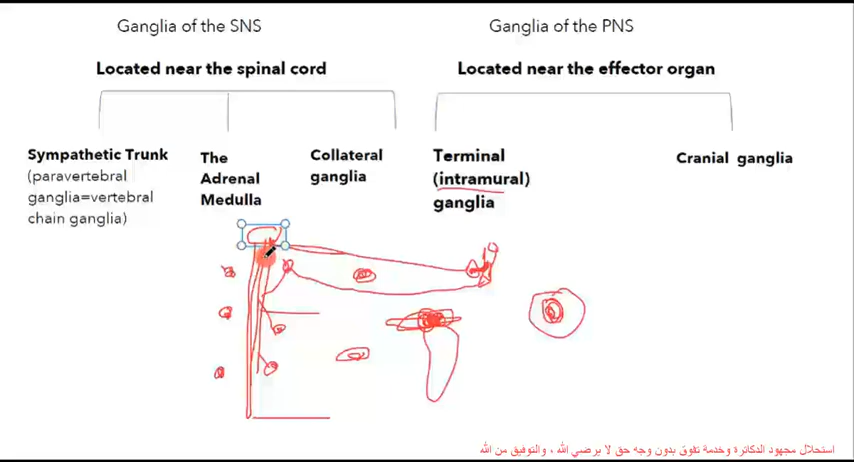 Ganglia of the SNS
Ganglia of the PNS
Located near the spinal cord
Located near the effector organ
Sympathetic Trunk
(paravertebral
ganglia=vertebral
chain ganglia)
The
Adrenal
Medulla
Collateral
ganglia
Terminal
(intramural)
ganglia
Cranial ganglia
استحلال مجهود الدكاترة وخدمة تفوق بدون وجه حق لا يرضي الله ، والتوفيق من الله